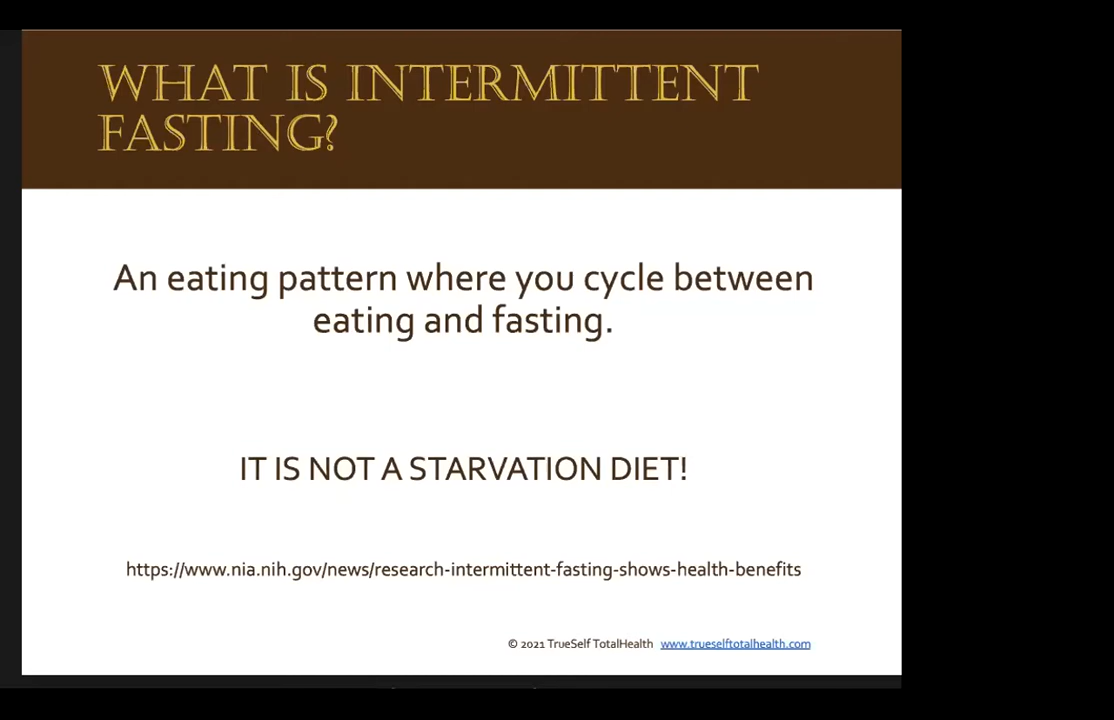 WHAT IS INTERMITTENT
FASTING?
An eating pattern where you cycle between
eating and fasting.
IT IS NOT A STARVATION DIET!
https://www.nia.nih.gov/news/research-intermittent-fasting-shows-health-benefits
© 2021 TrueSelf TotalHealth www.trueselftotalhealth.com